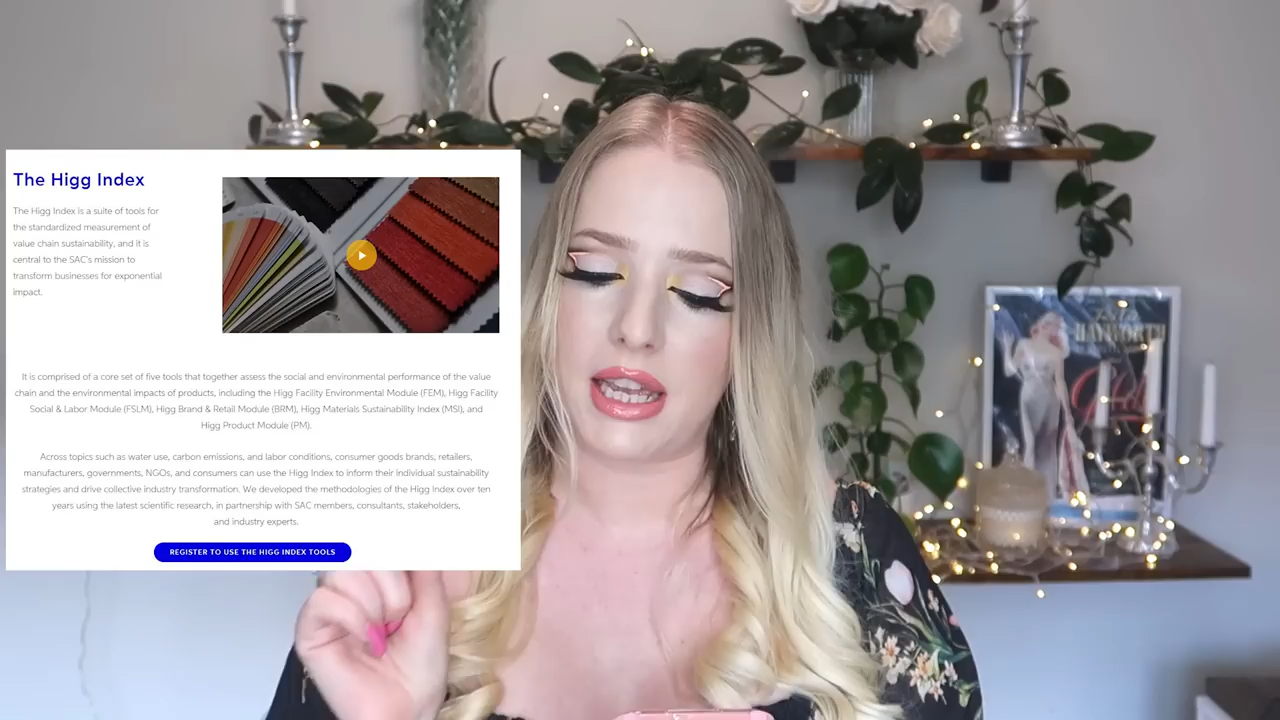 The Higg Index
The Higg Index is a suite of tools for
the standardized measurement of
value chain sustainability, and it is
central to the SAC's mission to
transform businesses for exponential
impact.
It is comprised of a core set of five tools that together assess the social and environmental performance of the value
chain and the environmental impacts of products, including the Higg Facility Environmental Module (FEM), Higg Facility
Social & Labor Module (FSLM), Higg Brand & Retail Module (BRM), Higg Materials Sustainability Index (MSI), and
Higg Product Module (PM).
Across topics such as water use, carbon emissions, and labor conditions, consumer goods brands, retailers,
manufacturers, governments, NGOs, and consumers can use the Higg Index to inform their individual sustainability
strategies and drive collective industry transformation. We developed the methodologies of the Higg Index over ten
years using the latest scientific research, in partnership with SAC members, consultants, stakeholders,
and industry experts.
REGISTER TO USE THE HIGG INDEX TOOLS
HAYWORTH